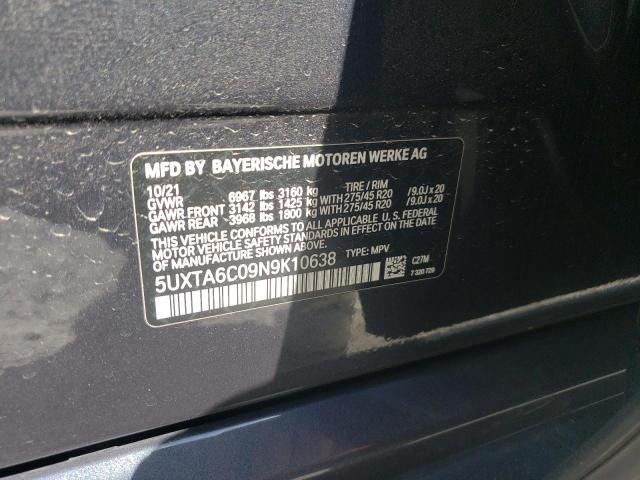 MFD BY BAYERISCHE MOTOREN WERKE AG
10/21 TIRE / RIM
GVWR 6967 lbs 3160 kg
GAWR FRONT 3142 lbs 1425 kg WITH 275/45 R20 /9.0J x 20
GAWR REAR -3968 lbs 1800 kg WITH 275/45 R20 /9.0J x 20
THIS VEHICLE CONFORMS TO ALL APPLICABLE U.S. FEDERAL
MOTOR VEHICLE SAFETY STANDARDS IN EFFECT ON THE DATE
OF MANUFACTURE SHOWN ABOVE.
5UXTA6C09N9K10638 TYPE: MPV C27M
7 320 729